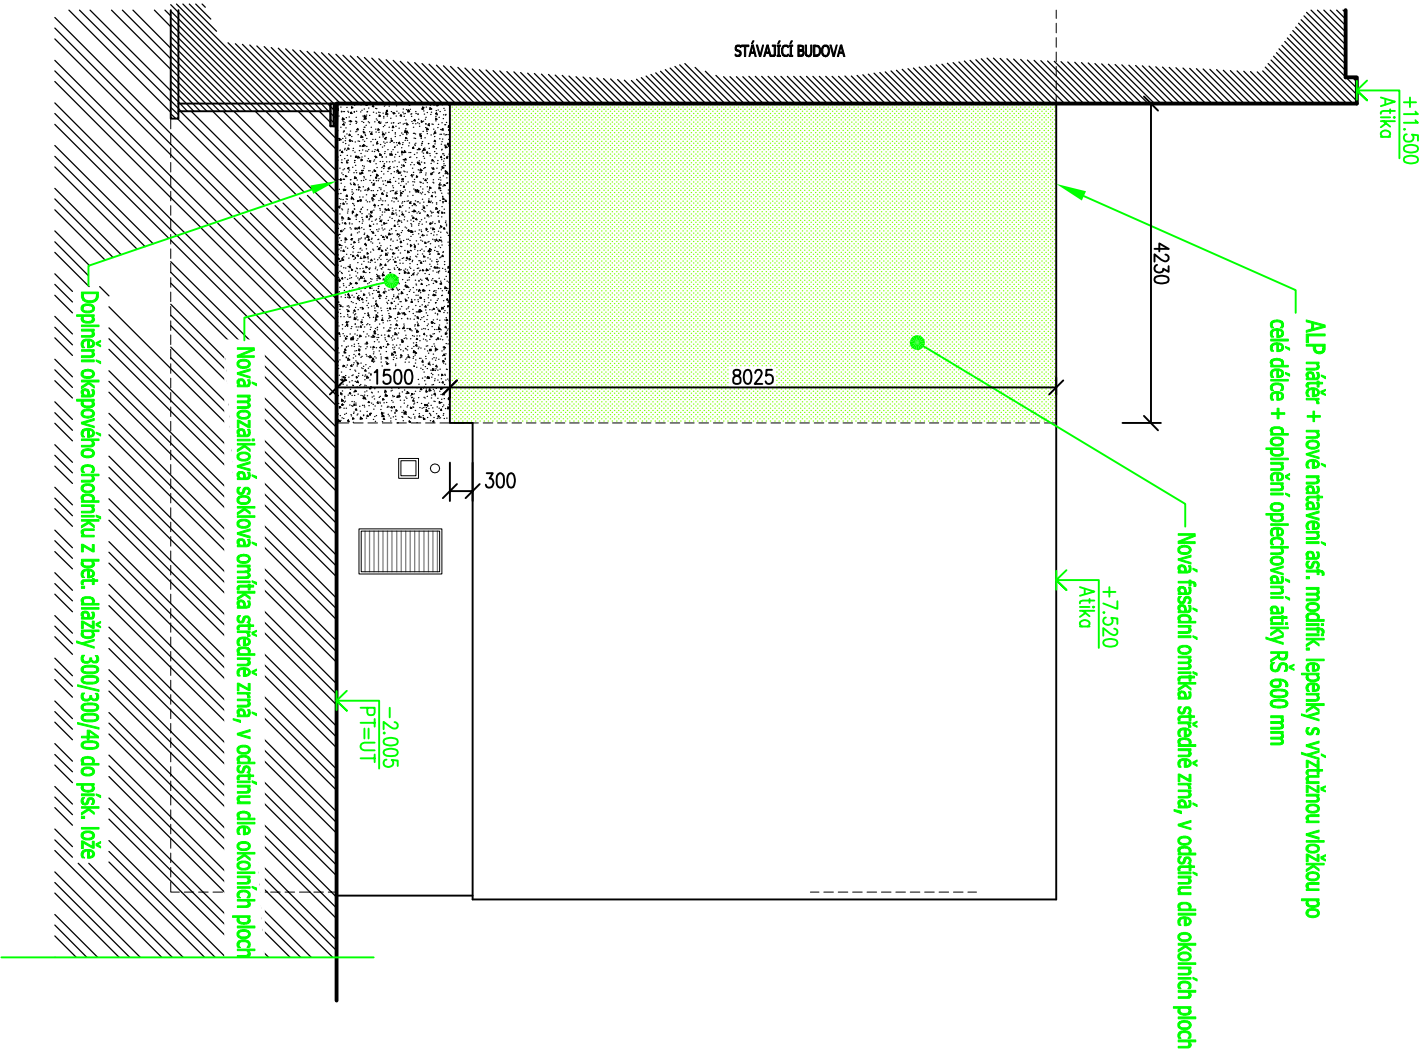 STÁVAJÍCÍ BUDOVA
+11.500
Atika
4230
ALP nátěr + nové natavení asf. modifik. lepenky s výztužnou vložkou po
celé délce + doplnění oplechování atiky RŠ 600 mm
1500
8025
300
+7.520
Atika
Nová fasádní omítka středně zrná, v odstínu dle okolních ploch
-2.005
PT=UT
Nová mozaiková soklová omítka středně zrná, v odstínu dle okolních ploch
Doplnění okapového chodníku z bet. dlažby 300/300/40 do písk. lože